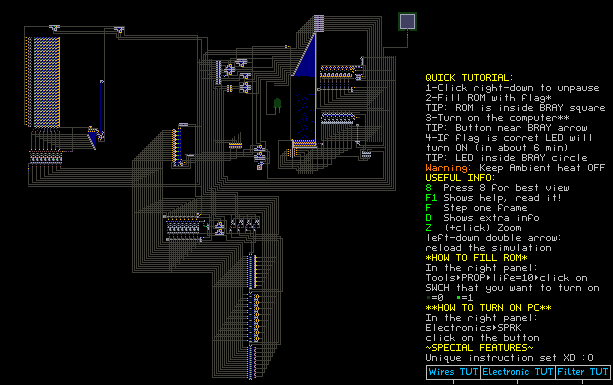 QUICK TUTORIAL:
1-Click right-down to unpause
2-Fill ROM with flag*
TIP: ROM is inside BRAY square
3-Turn on the computer**
TIP: Button near BRAY arrow
4-If flag is corret LED will
turn ON (in about 6 min)
TIP: LED inside BRAY circle
Warning: Keep Ambient heat OFF
USEFUL INFO:
8 Press 8 for best view
F1 Shows help, read it!
F Step one frame
D Shows extra info
Z (+click) Zoom
left-down double arrow:
reload the simulation
*HOW TO FILL ROM*
In the right panel:
Tools▸PROP▸life=10▸click on
SWCH that you want to turn on
▪=0 ▪=1
**HOW TO TURN ON PC**
In the right panel:
Electronics▸SPRK
click on the button
~SPECIAL FEATURES~
Unique instruction set XD :O
Wires TUT Electronic TUT Filter TUT